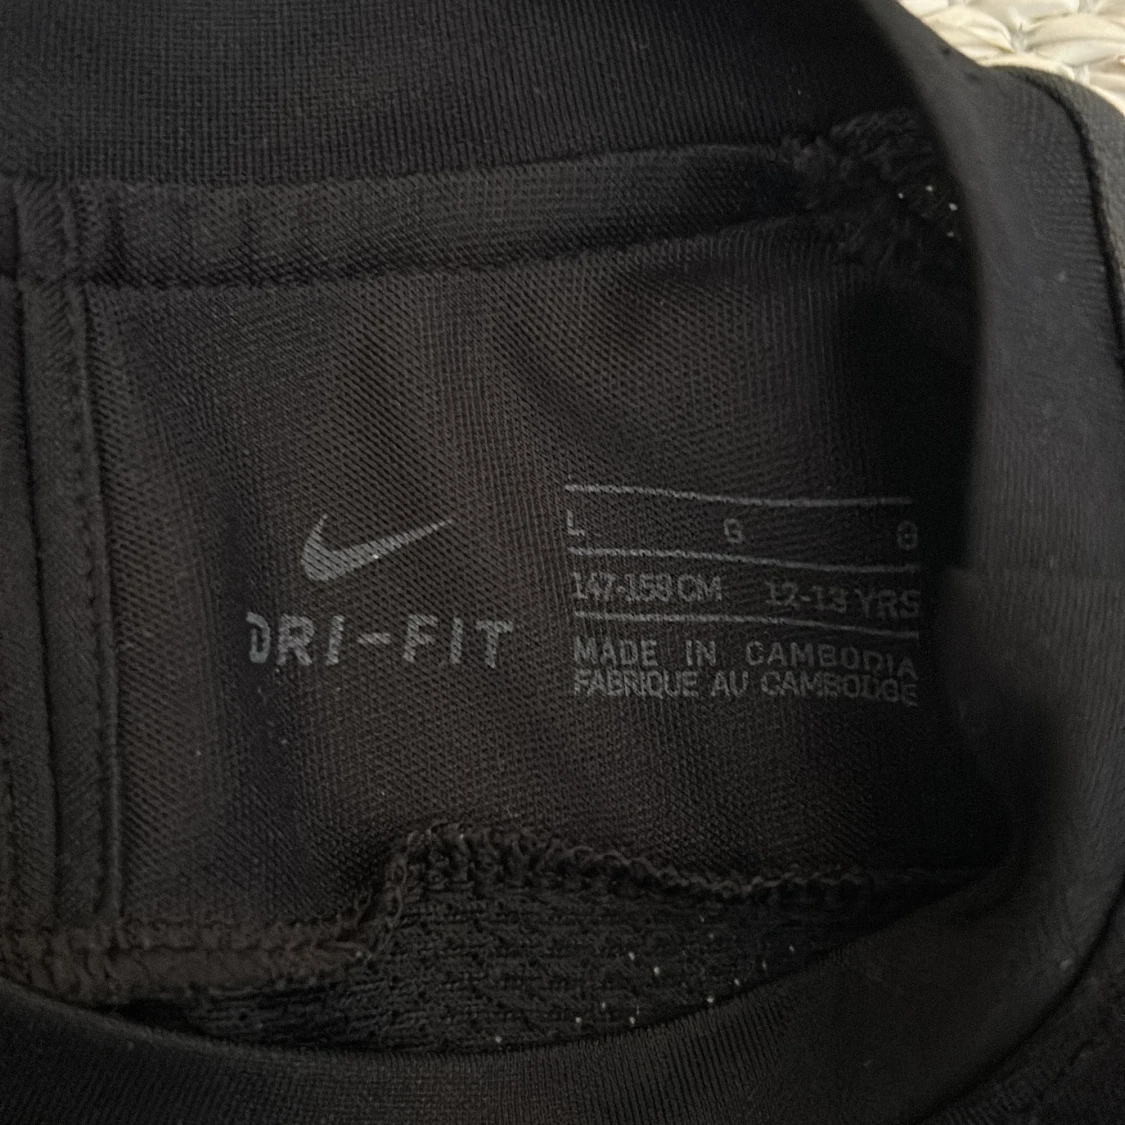 DRI-FIT
L G G
147-158 CM 12-13 YRS
MADE IN CAMBODIA
FABRIQUE AU CAMBODGE